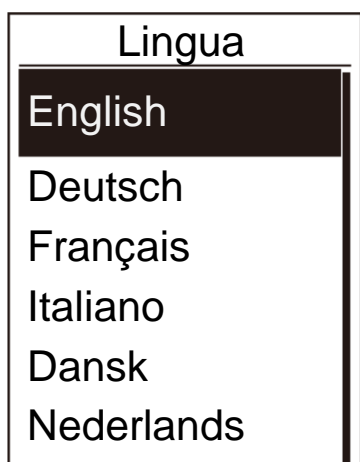 Lingua
English
Deutsch
Français
Italiano
Dansk
Nederlands